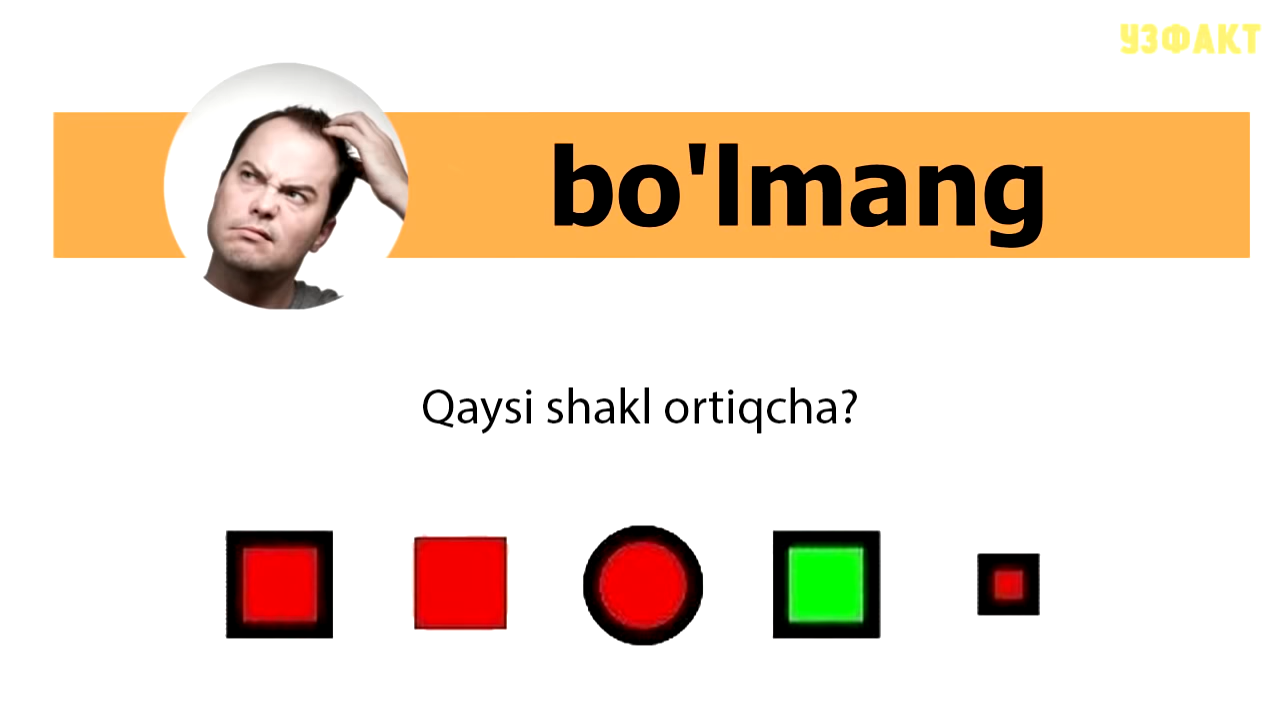 УЗФАКТ
bo'lmang
Qaysi shakl ortiqcha?